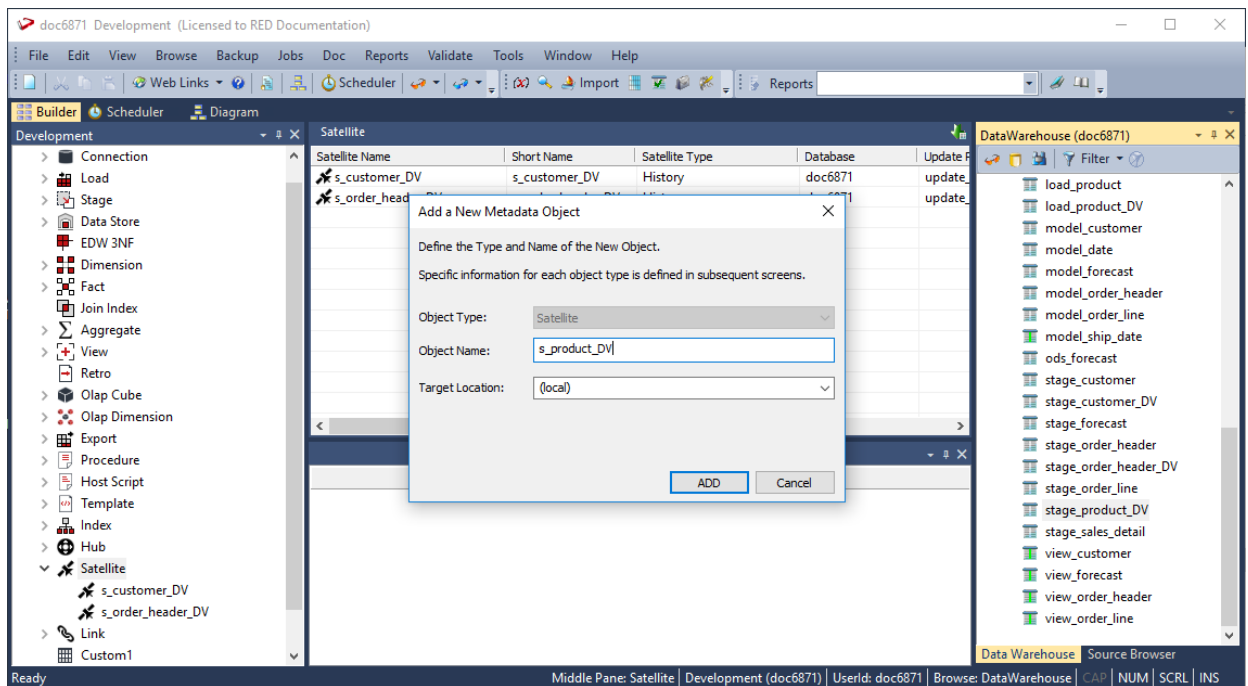 doc6871 Development (Licensed to RED Documentation)
File Edit View Browse Backup Jobs Doc Reports Validate Tools Window Help
Web Links Scheduler (x) Import Reports
Builder Scheduler Diagram
Development
Connection
Load
Stage
Data Store
EDW 3NF
Dimension
Fact
Join Index
Aggregate
View
Retro
Olap Cube
Olap Dimension
Export
Procedure
Host Script
Template
Index
Hub
Satellite
s_customer_DV
s_order_header_DV
Link
Custom1
Satellite
Satellite Name Short Name Satellite Type Database Update
s_customer_DV s_customer_DV History doc6871 update_
s_order_head update_
Add a New Metadata Object
Define the Type and Name of the New Object.
Specific information for each object type is defined in subsequent screens.
Object Type: Satellite
Object Name: s_product_DV
Target Location: (local)
ADD Cancel
DataWarehouse (doc6871)
Filter
load_product
load_product_DV
model_customer
model_date
model_forecast
model_order_header
model_order_line
model_ship_date
ods_forecast
stage_customer
stage_customer_DV
stage_forecast
stage_order_header
stage_order_header_DV
stage_order_line
stage_product_DV
stage_sales_detail
view_customer
view_forecast
view_order_header
view_order_line
Data Warehouse Source Browser
Ready Middle Pane: Satellite Development (doc6871) UserId: doc6871 Browse: DataWarehouse CAP NUM SCRL INS